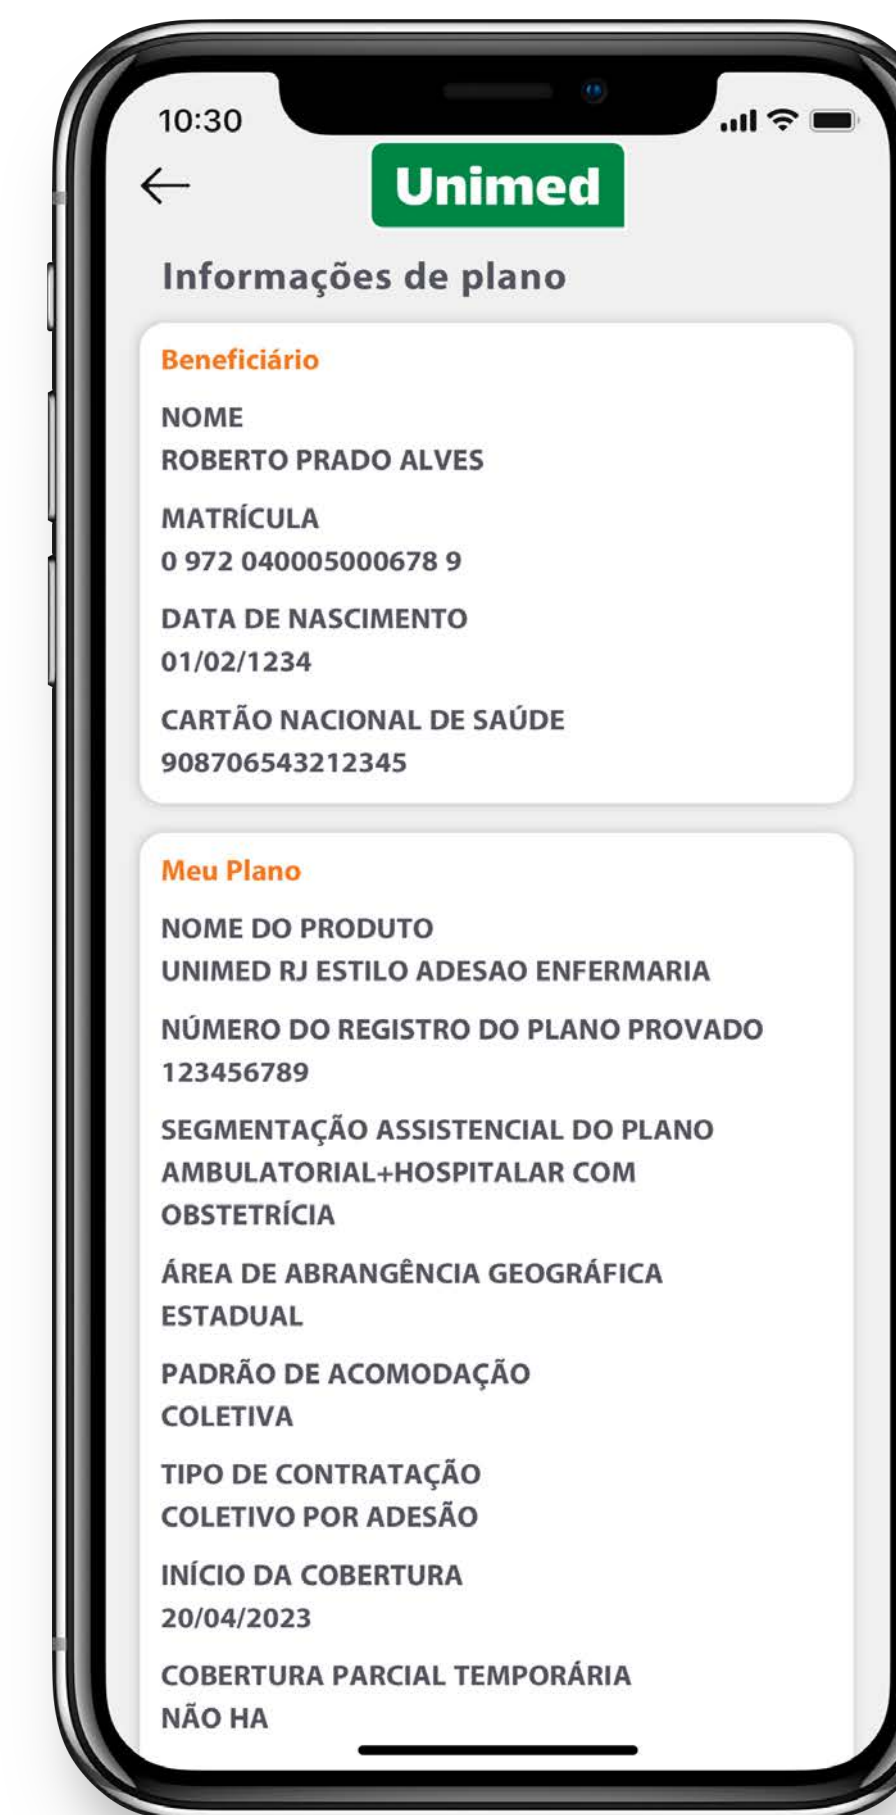 10:30
Unimed
Informações de plano
Beneficiário
NOME
ROBERTO PRADO ALVES
MATRÍCULA
0 972 040005000678 9
DATA DE NASCIMENTO
01/02/1234
CARTÃO NACIONAL DE SAÚDE
908706543212345
Meu Plano
NOME DO PRODUTO
UNIMED RJ ESTILO ADESAO ENFERMARIA
NÚMERO DO REGISTRO DO PLANO PROVADO
123456789
SEGMENTAÇÃO ASSISTENCIAL DO PLANO
AMBULATORIAL+HOSPITALAR COM
OBSTETRÍCIA
ÁREA DE ABRANGÊNCIA GEOGRÁFICA
ESTADUAL
PADRÃO DE ACOMODAÇÃO
COLETIVA
TIPO DE CONTRATAÇÃO
COLETIVO POR ADESÃO
INÍCIO DA COBERTURA
20/04/2023
COBERTURA PARCIAL TEMPORÁRIA
NÃO HA